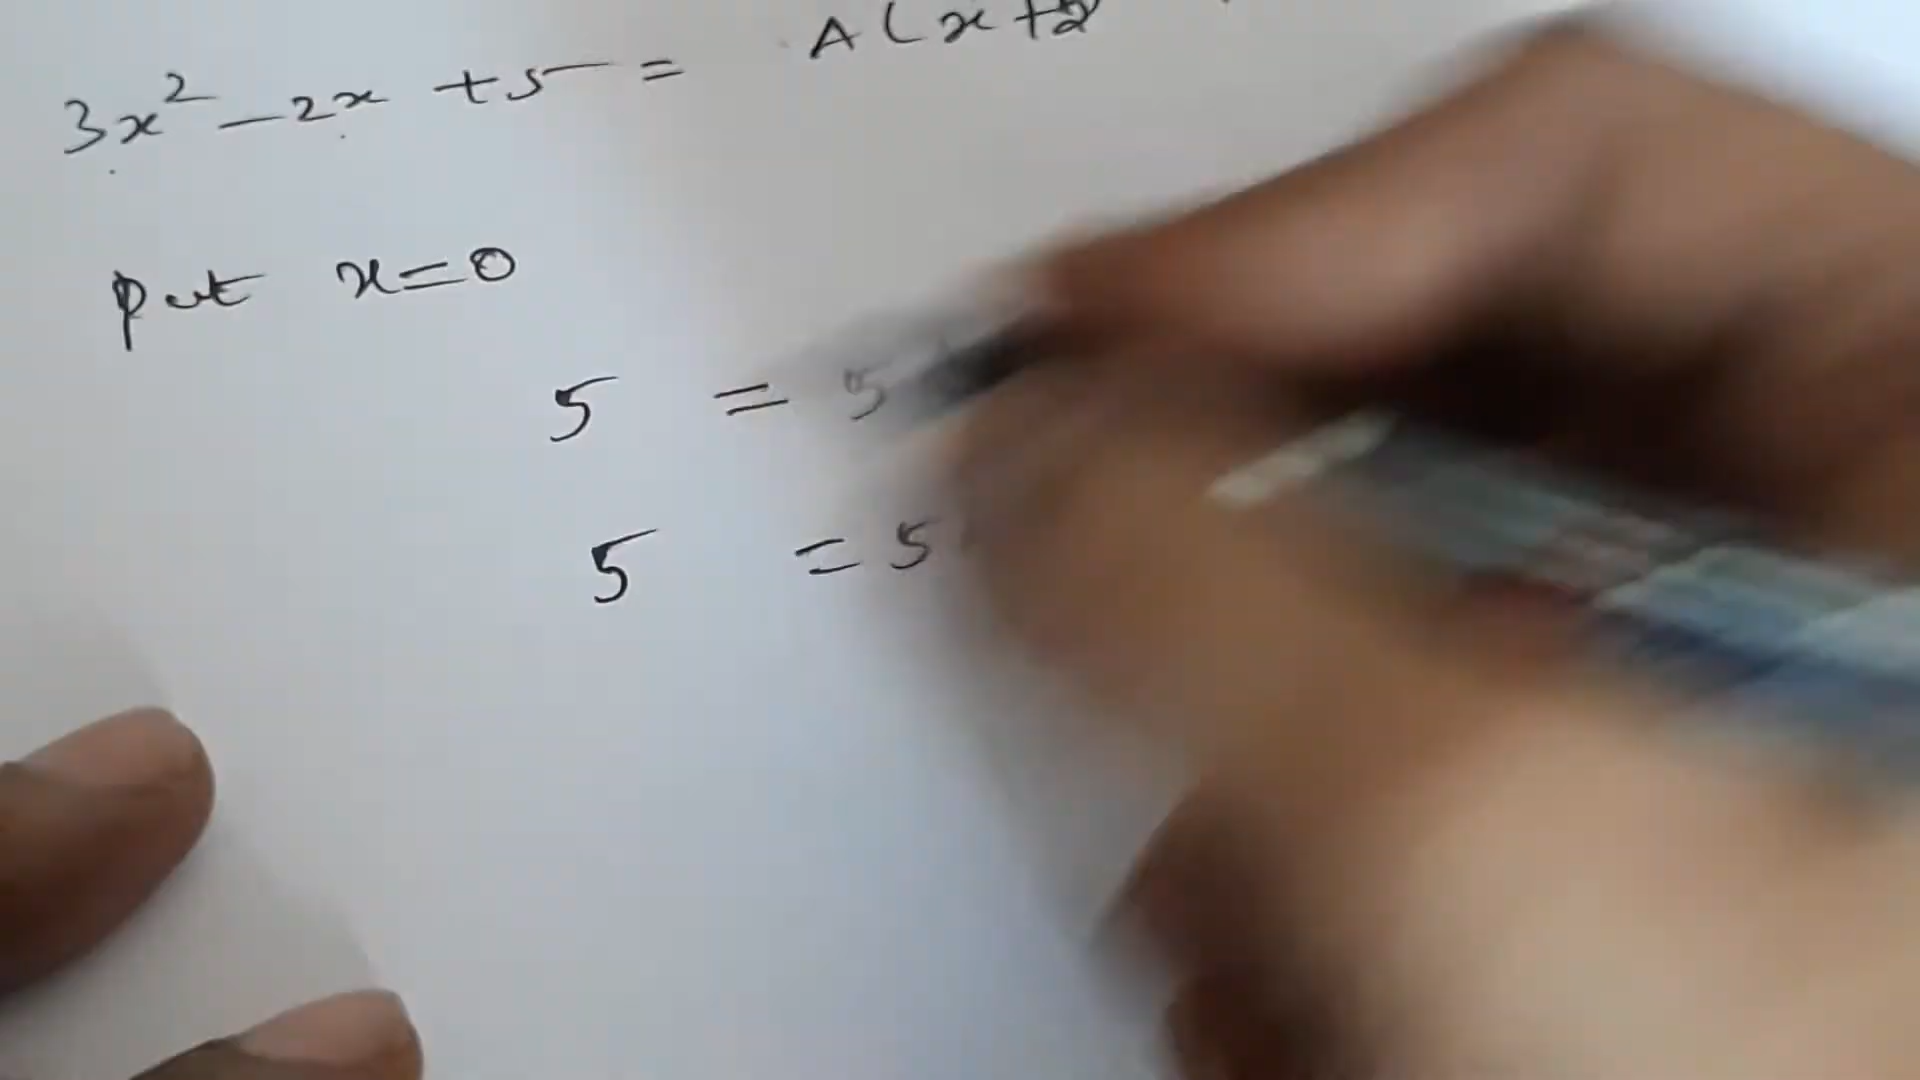 3x² - 2x + 5 = A(x+2
put x=0
5 = 5
5 = 5